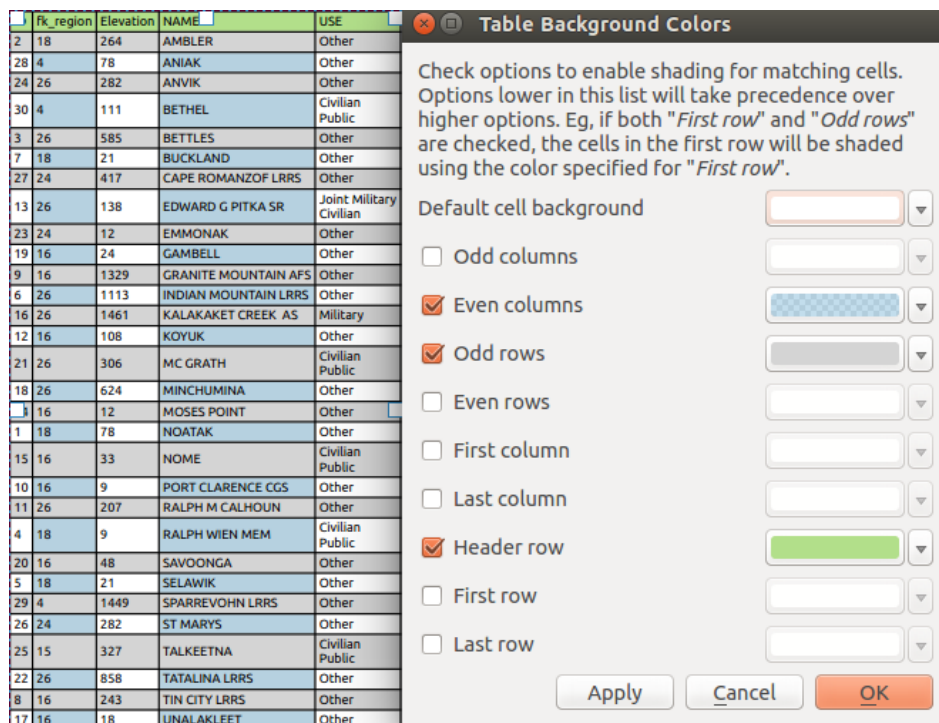 fk_region Elevation NAME USE
2 18 264 AMBLER Other
28 4 78 ANIAK Other
24 26 282 ANVIK Other
30 4 111 BETHEL Civilian
Public
3 26 585 BETTLES Other
7 18 21 BUCKLAND Other
27 24 417 CAPE ROMANZOF LRRS Other
13 26 138 EDWARD G PITKA SR Joint Military
Civilian
23 24 12 EMMONAK Other
19 16 24 GAMBELL Other
9 16 1329 GRANITE MOUNTAIN AFS Other
6 26 1113 INDIAN MOUNTAIN LRRS Other
16 26 1461 KALAKAKET CREEK AS Military
12 16 108 KOYUK Other
21 26 306 MC GRATH Civilian
Public
18 26 624 MINCHUMINA Other
16 12 MOSES POINT Other
1 18 78 NOATAK Other
15 16 33 NOME Civilian
Public
10 16 9 PORT CLARENCE CGS Other
11 26 207 RALPH M CALHOUN Other
4 18 9 RALPH WIEN MEM Civilian
Public
20 16 48 SAVOONGA Other
5 18 21 SELAWIK Other
29 4 1449 SPARREVOHN LRRS Other
26 24 282 ST MARYS Other
25 15 327 TALKEETNA Civilian
Public
22 26 858 TATALINA LRRS Other
8 16 243 TIN CITY LRRS Other
17 16 18 UNALAKLEET Other
Table Background Colors
Check options to enable shading for matching cells.
Options lower in this list will take precedence over
higher options. Eg, if both "First row" and "Odd rows"
are checked, the cells in the first row will be shaded
using the color specified for "First row".
Default cell background
Odd columns
Even columns
Odd rows
Even rows
First column
Last column
Header row
First row
Last row
Apply Cancel OK